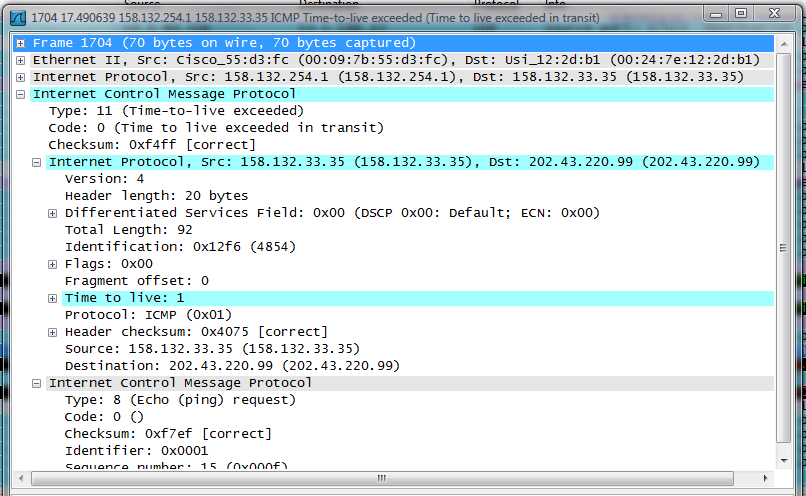 Source Destination Protocol Info
1704 17.490639 158.132.254.1 158.132.33.35 ICMP Time-to-live exceeded (Time to live exceeded in transit)
Frame 1704 (70 bytes on wire, 70 bytes captured)
Ethernet II, Src: Cisco_55:d3:fc (00:09:7b:55:d3:fc), Dst: Usi_12:2d:b1 (00:24:7e:12:2d:b1)
Internet Protocol, Src: 158.132.254.1 (158.132.254.1), Dst: 158.132.33.35 (158.132.33.35)
Internet Control Message Protocol
Type: 11 (Time-to-live exceeded)
Code: 0 (Time to live exceeded in transit)
Checksum: 0xf4ff [correct]
Internet Protocol, Src: 158.132.33.35 (158.132.33.35), Dst: 202.43.220.99 (202.43.220.99)
Version: 4
Header length: 20 bytes
Differentiated Services Field: 0x00 (DSCP 0x00: Default; ECN: 0x00)
Total Length: 92
Identification: 0x12f6 (4854)
Flags: 0x00
Fragment offset: 0
Time to live: 1
Protocol: ICMP (0x01)
Header checksum: 0x4075 [correct]
Source: 158.132.33.35 (158.132.33.35)
Destination: 202.43.220.99 (202.43.220.99)
Internet Control Message Protocol
Type: 8 (Echo (ping) request)
Code: 0 ()
Checksum: 0xf7ef [correct]
Identifier: 0x0001
Sequence number: 15 (0x000f)